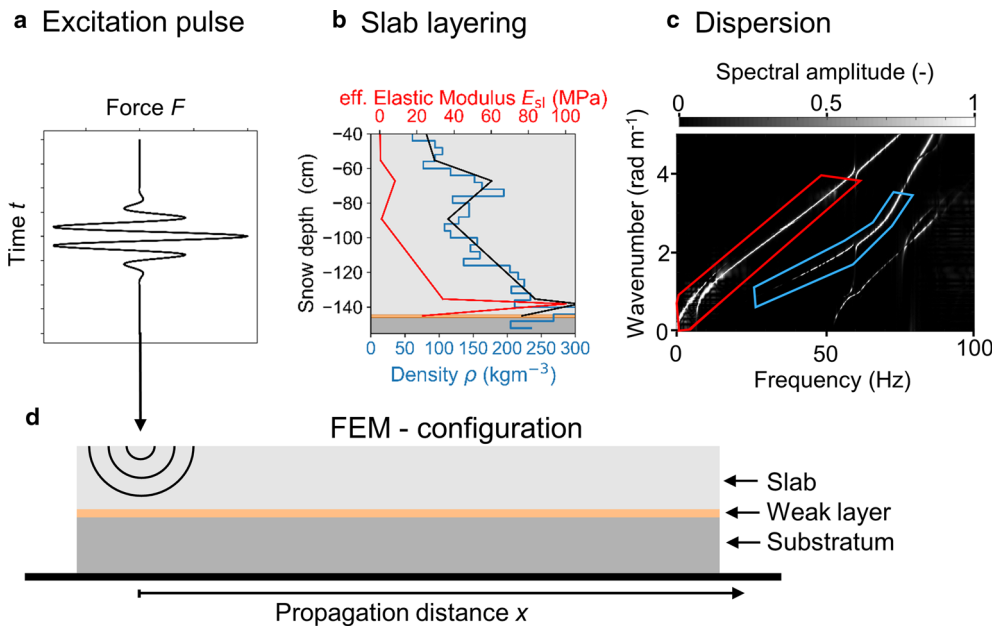 a Excitation pulse
Force F
Time t
b Slab layering
eff. Elastic Modulus E_sl (MPa)
0 20 40 60 80 100
−40
−60
−80
−100
−120
−140
Snow depth (cm)
0 50 100 150 200 250 300
Density ρ (kgm⁻³)
c Dispersion
Spectral amplitude (-)
0 0.5 1
4
2
0
Wavenumber (rad m⁻¹)
0 50 100
Frequency (Hz)
d
FEM - configuration
Slab
Weak layer
Substratum
Propagation distance x